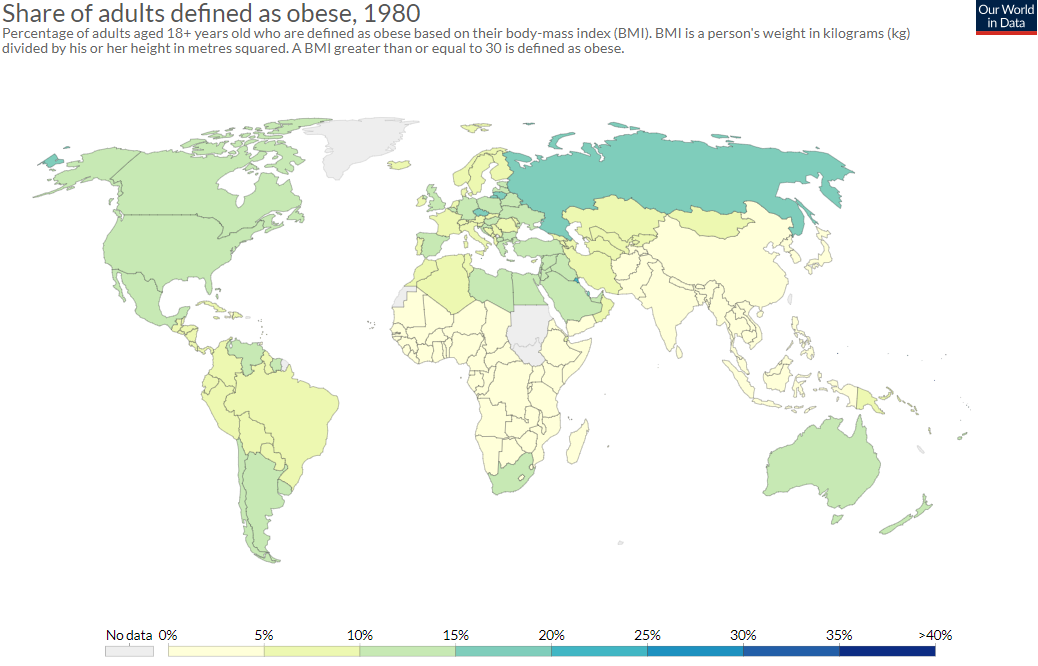 Share of adults defined as obese, 1980
Our World
in Data
Percentage of adults aged 18+ years old who are defined as obese based on their body-mass index (BMI). BMI is a person's weight in kilograms (kg)
divided by his or her height in metres squared. A BMI greater than or equal to 30 is defined as obese.
No data 0% 5% 10% 15% 20% 25% 30% 35% >40%